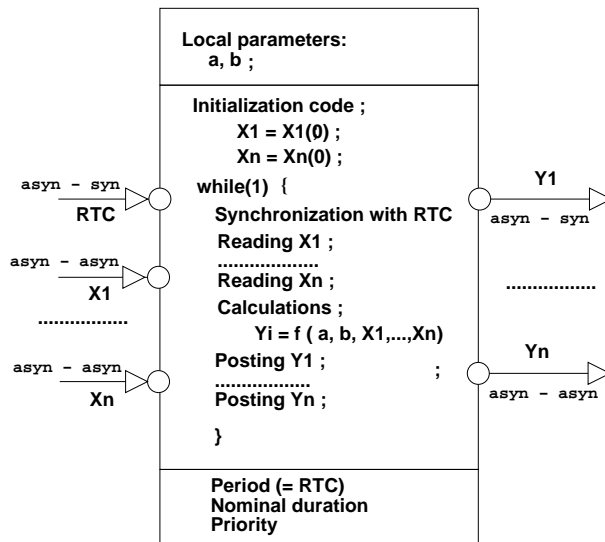 Local parameters:
a, b ;
Initialization code ;
X1 = X1(0) ;
Xn = Xn(0) ;
while(1) {
Synchronization with RTC
Reading X1 ;
..................
Reading Xn ;
Calculations ;
Yi = f ( a, b, X1,...,Xn)
;
Posting Y1 ;
..................
Posting Yn ;
}
Period (= RTC)
Nominal duration
Priority
asyn - syn
RTC
asyn - asyn
X1
.................
asyn - asyn
Xn
Y1
asyn - syn
.................
Yn
asyn - asyn